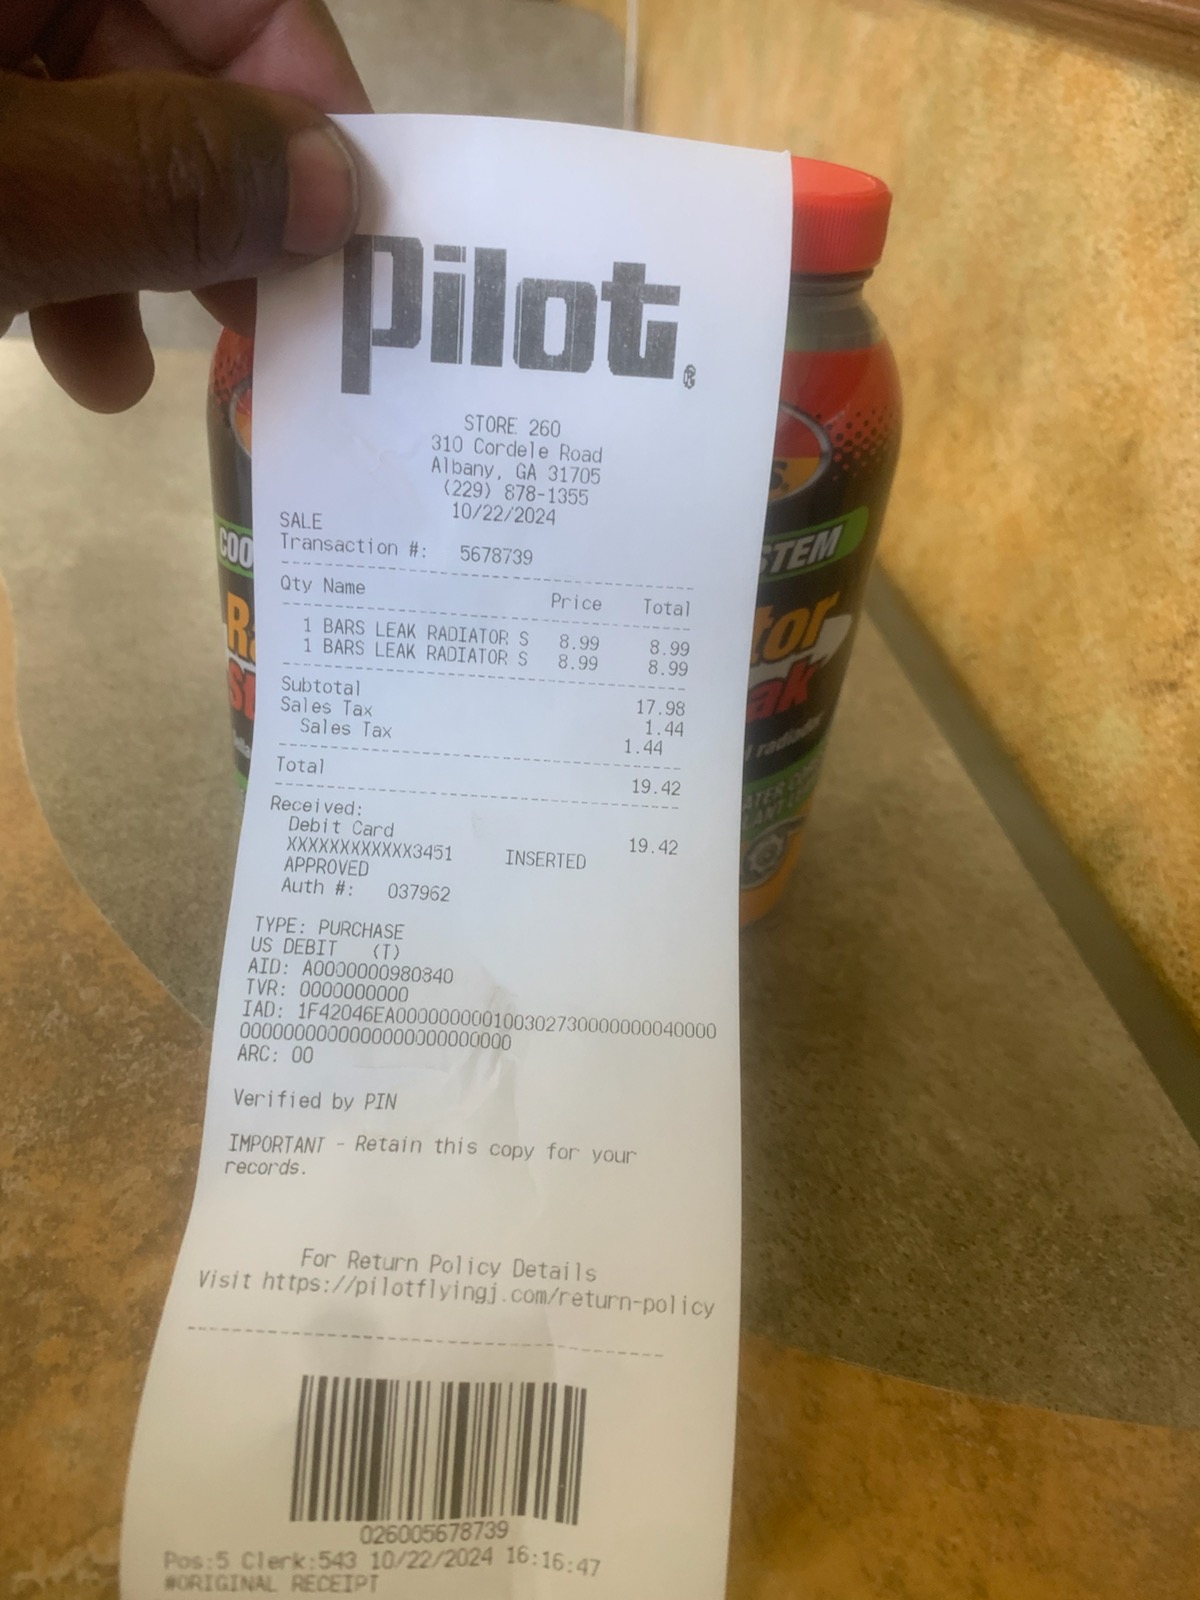 Pilot®
STORE 260
310 Cordele Road
Albany, GA 31705
(229) 878-1355
10/22/2024
SALE
Transaction #: 5678739
Qty Name Price Total
1 BARS LEAK RADIATOR S 8.99 8.99
1 BARS LEAK RADIATOR S 8.99 8.99
Subtotal 17.98
Sales Tax 1.44
Sales Tax 1.44
Total 19.42
Received:
Debit Card 19.42
XXXXXXXXXXXX3451 INSERTED
APPROVED
Auth #: 037962
TYPE: PURCHASE
US DEBIT (T)
AID: A0000000980840
TVR: 0000000000
IAD: 1F42046EA000000000100302730000000040000
0000000000000000000000000
ARC: 00
Verified by PIN
IMPORTANT - Retain this copy for your
records.
For Return Policy Details
Visit https://pilotflyingj.com/return-policy
026005678739
Pos:5 Clerk:543 10/22/2024 16:16:47
#ORIGINAL RECEIPT
COO
STEM
tor
ak